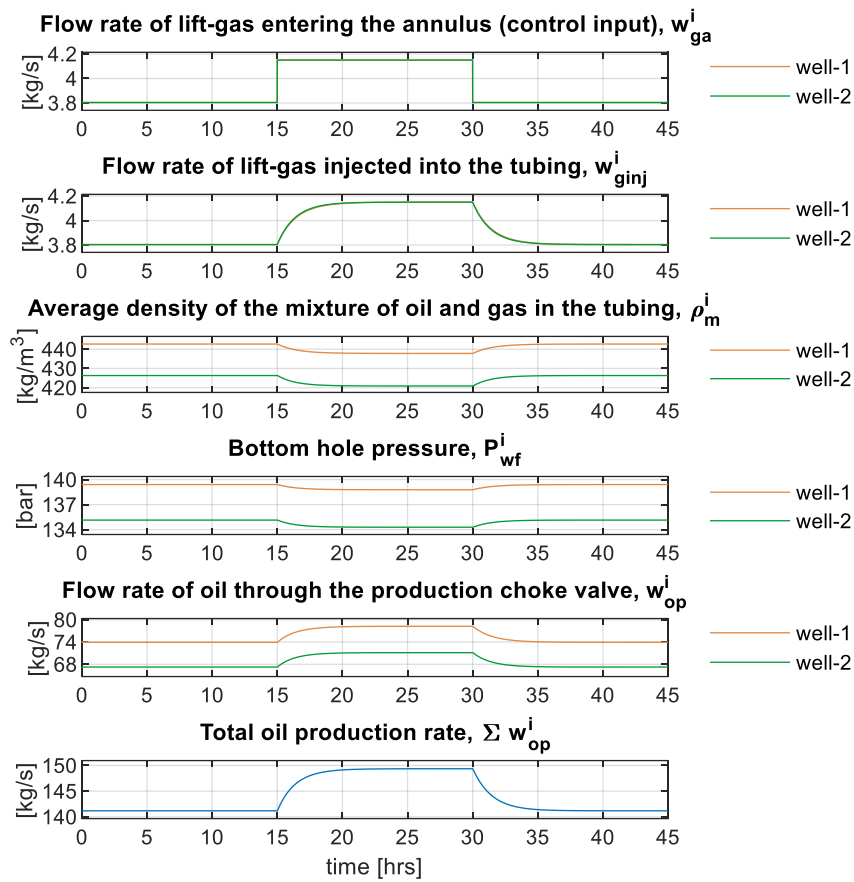 Flow rate of lift-gas entering the annulus (control input), w^i_ga
4.2
4
3.8
[kg/s]
0 5 10 15 20 25 30 35 40 45
well-1
well-2
Flow rate of lift-gas injected into the tubing, w^i_ginj
4.2
4
3.8
[kg/s]
0 5 10 15 20 25 30 35 40 45
well-1
well-2
Average density of the mixture of oil and gas in the tubing, ρ^i_m
440
430
420
[kg/m³]
0 5 10 15 20 25 30 35 40 45
well-1
well-2
Bottom hole pressure, P^i_wf
140
137
134
[bar]
0 5 10 15 20 25 30 35 40 45
well-1
well-2
Flow rate of oil through the production choke valve, w^i_op
80
74
68
[kg/s]
0 5 10 15 20 25 30 35 40 45
well-1
well-2
Total oil production rate, Σ w^i_op
150
145
140
[kg/s]
0 5 10 15 20 25 30 35 40 45
time [hrs]